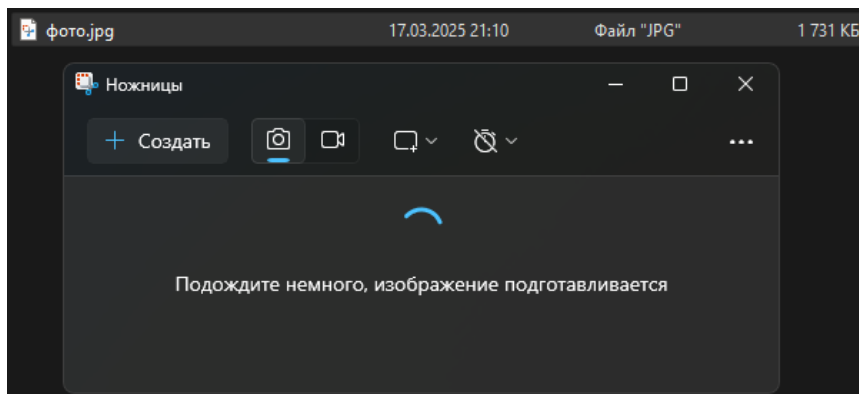 фото.jpg 17.03.2025 21:10 Файл "JPG" 1 731 КБ
Ножницы
Создать
Подождите немного, изображение подготавливается